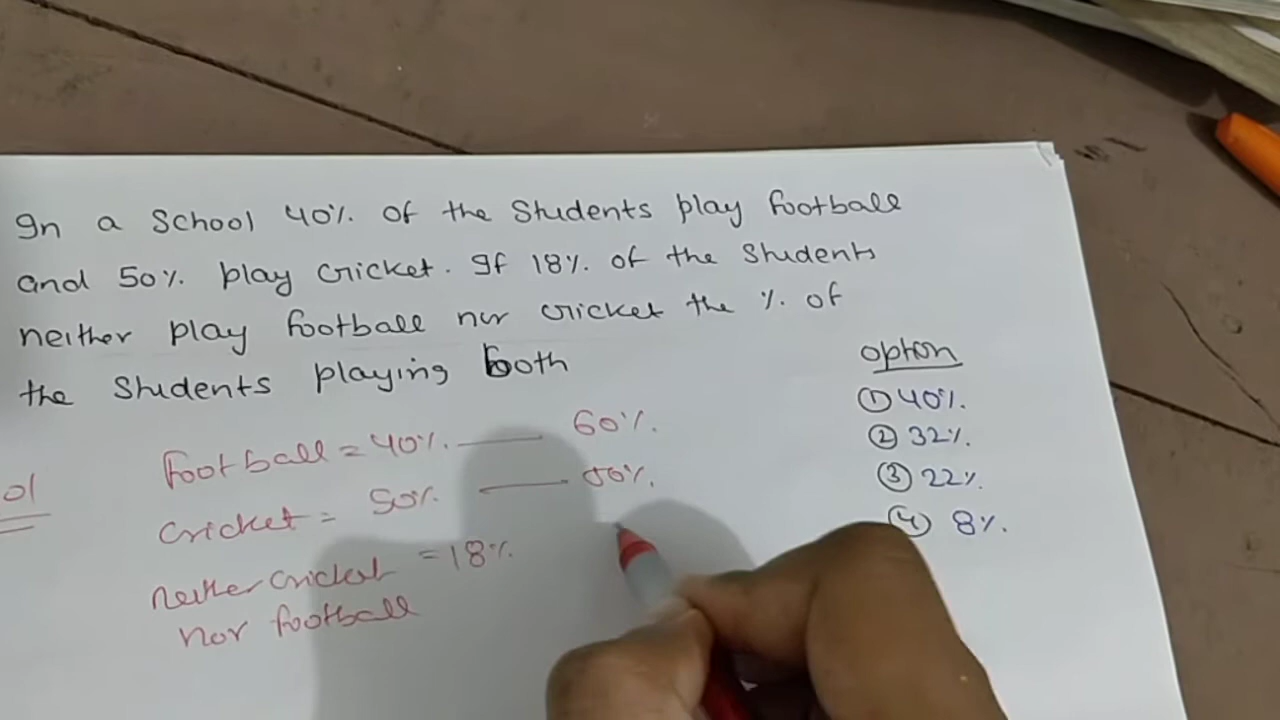 In a School 40%. of the Students play football
and 50%. play Cricket. If 18%. of the Students
neither play football nor cricket the %. of
the Students playing both
option
① 40%.
② 32%.
③ 22%.
④ 8%.
ol
football = 40%. —— 60%.
Cricket = 50%. —— 50%.
neither Cricket = 18%.
nor football